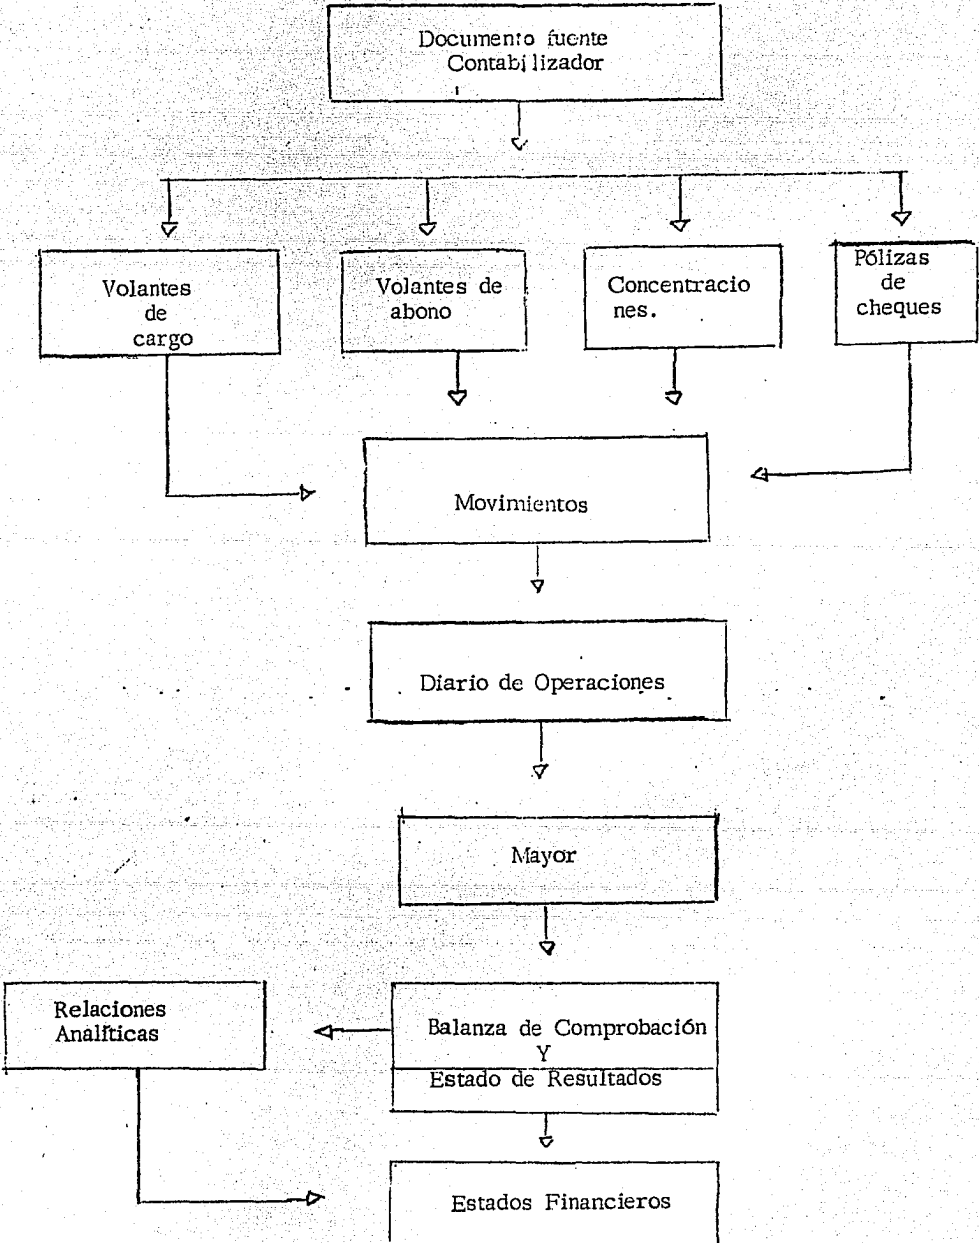 Documento fuente
Contabilizador
Volantes
de
cargo
Volantes de
abono
Concentracio
nes.
Pólizas
de
cheques
Movimientos
Diario de Operaciones
Mayor
Relaciones
Analíticas
Balanza de Comprobación
Y
Estado de Resultados
Estados Financieros